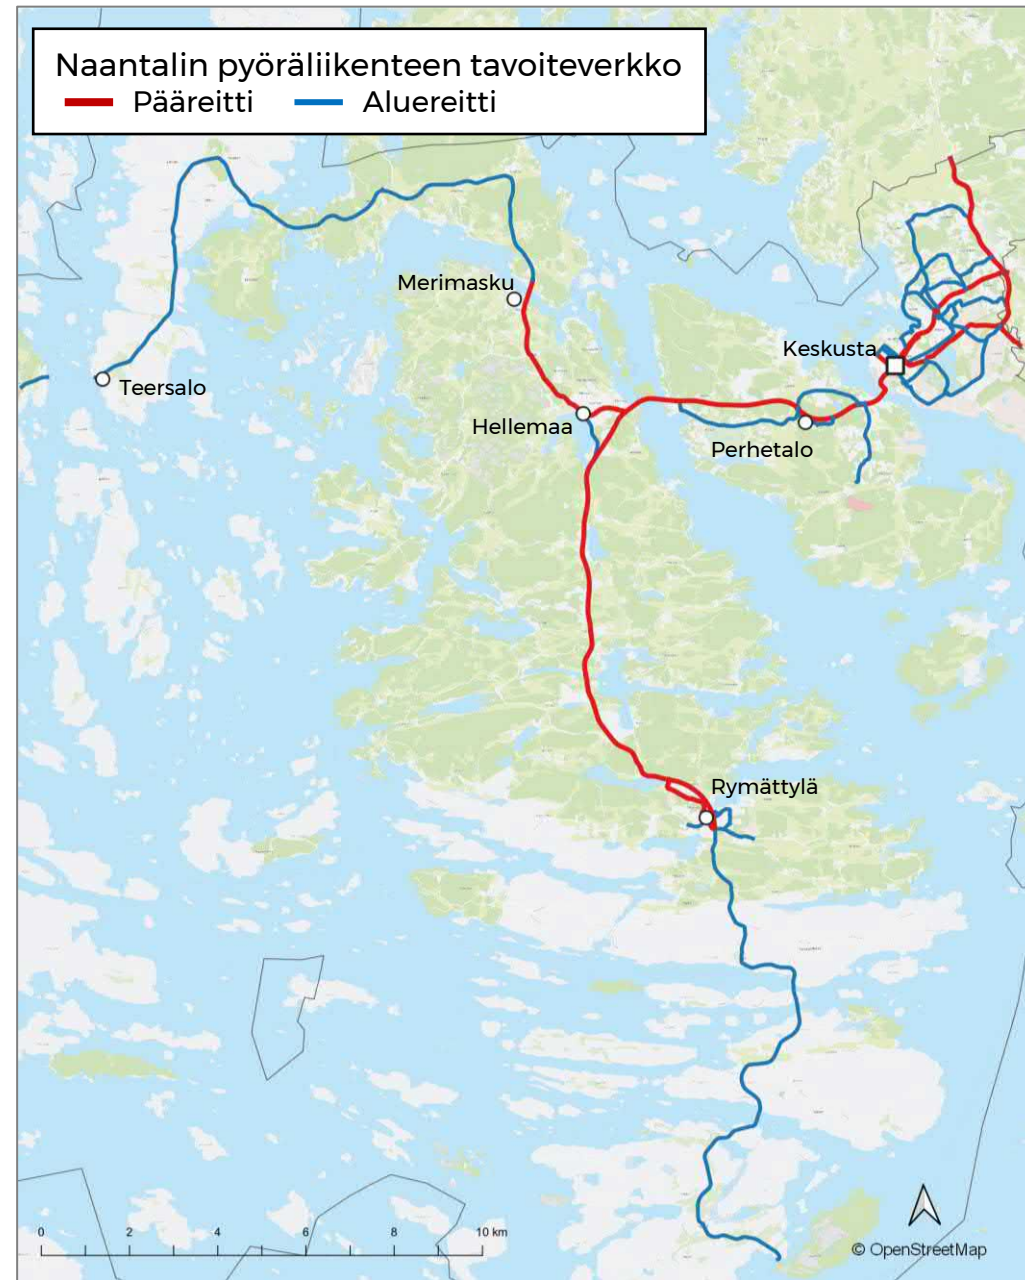 Naantalin pyöräliikenteen tavoiteverkko
Pääreitti Aluereitti
Merimasku
Keskusta
Teersalo
Hellemaa
Perhetalo
Rymättylä
0 2 4 6 8 10 km
© OpenStreetMap